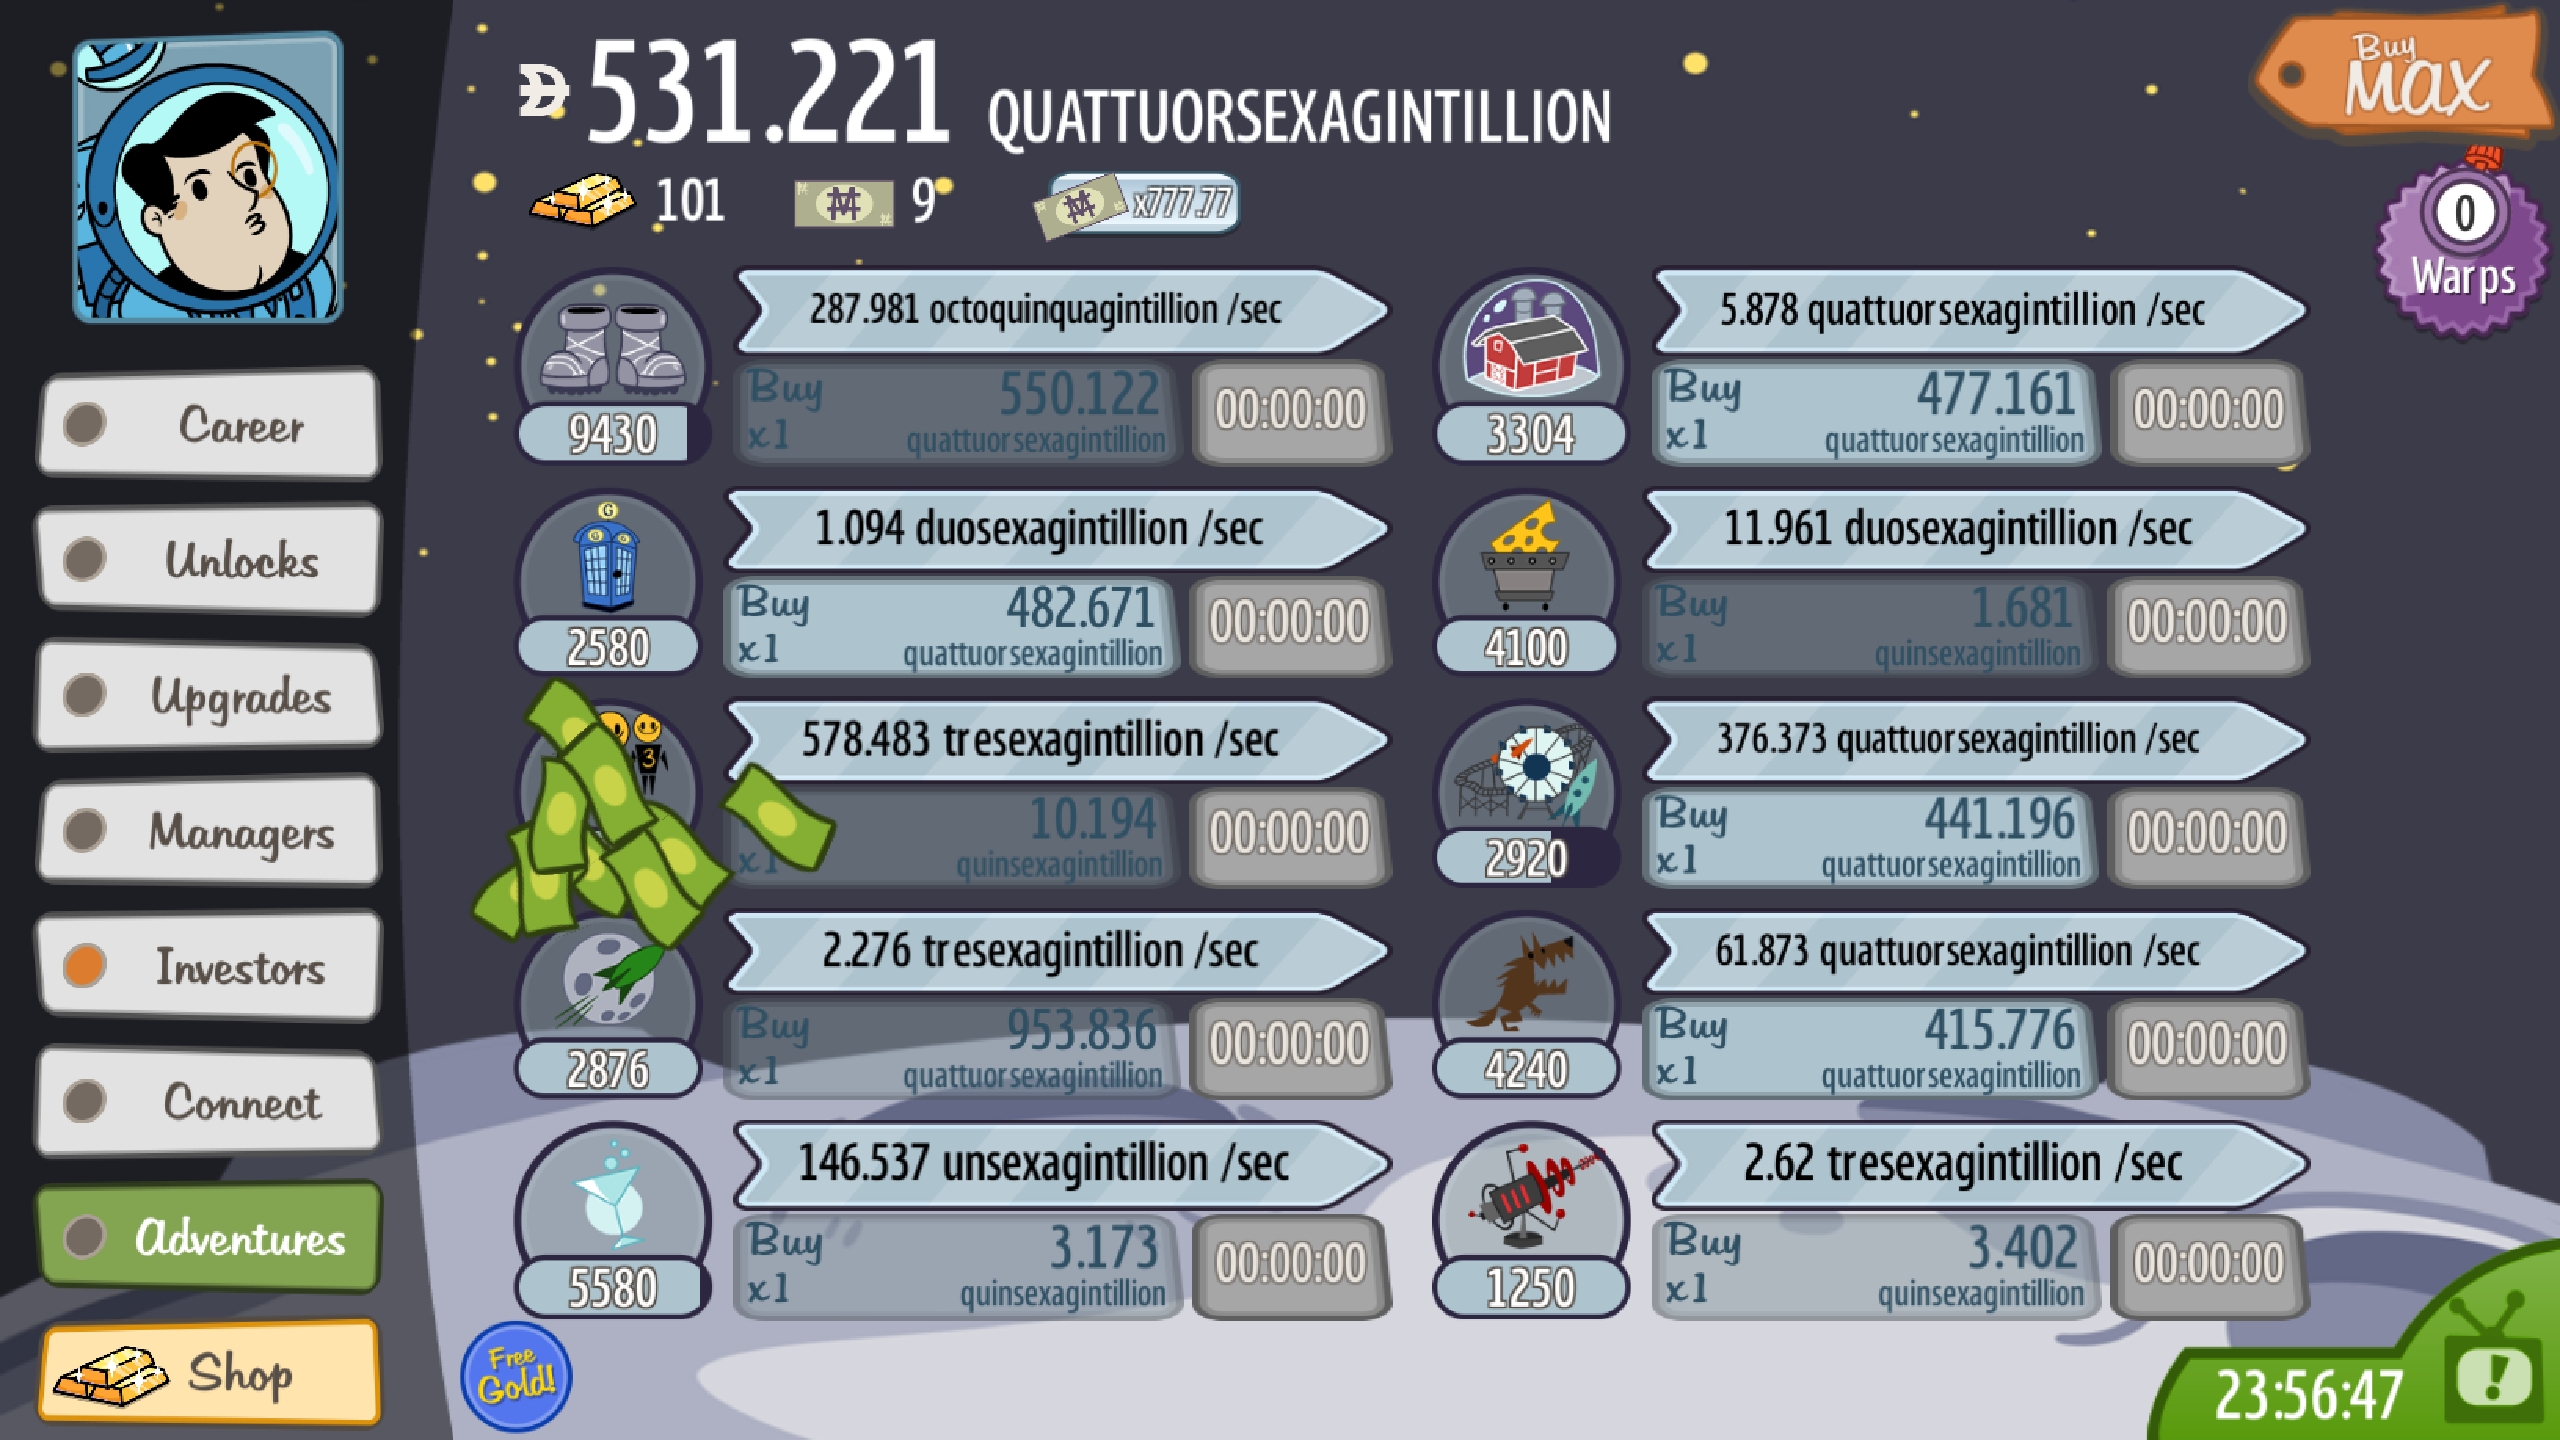 531.221 QUATTUORSEXAGINTILLION
Buy
MAX
101
9
x777.77
0
Warps
Career
Unlocks
Upgrades
Managers
Investors
Connect
Adventures
Shop
287.981 octoquinquagintillion /sec
9430
Buy
x1
550.122
quattuorsexagintillion
00:00:00
5.878 quattuorsexagintillion /sec
3304
Buy
x1
477.161
quattuorsexagintillion
00:00:00
G
G G
1.094 duosexagintillion /sec
2580
Buy
x1
482.671
quattuorsexagintillion
00:00:00
11.961 duosexagintillion /sec
4100
Buy
x1
1.681
quinsexagintillion
00:00:00
3
578.483 tresexagintillion /sec
x1
10.194
quinsexagintillion
00:00:00
376.373 quattuorsexagintillion /sec
2920
Buy
x1
441.196
quattuorsexagintillion
00:00:00
2.276 tresexagintillion /sec
2876
Buy
x1
953.836
quattuorsexagintillion
00:00:00
61.873 quattuorsexagintillion /sec
4240
Buy
x1
415.776
quattuorsexagintillion
00:00:00
146.537 unsexagintillion /sec
5580
Buy
x1
3.173
quinsexagintillion
00:00:00
2.62 tresexagintillion /sec
1250
Buy
x1
3.402
quinsexagintillion
00:00:00
Free
Gold!
23:56:47
!